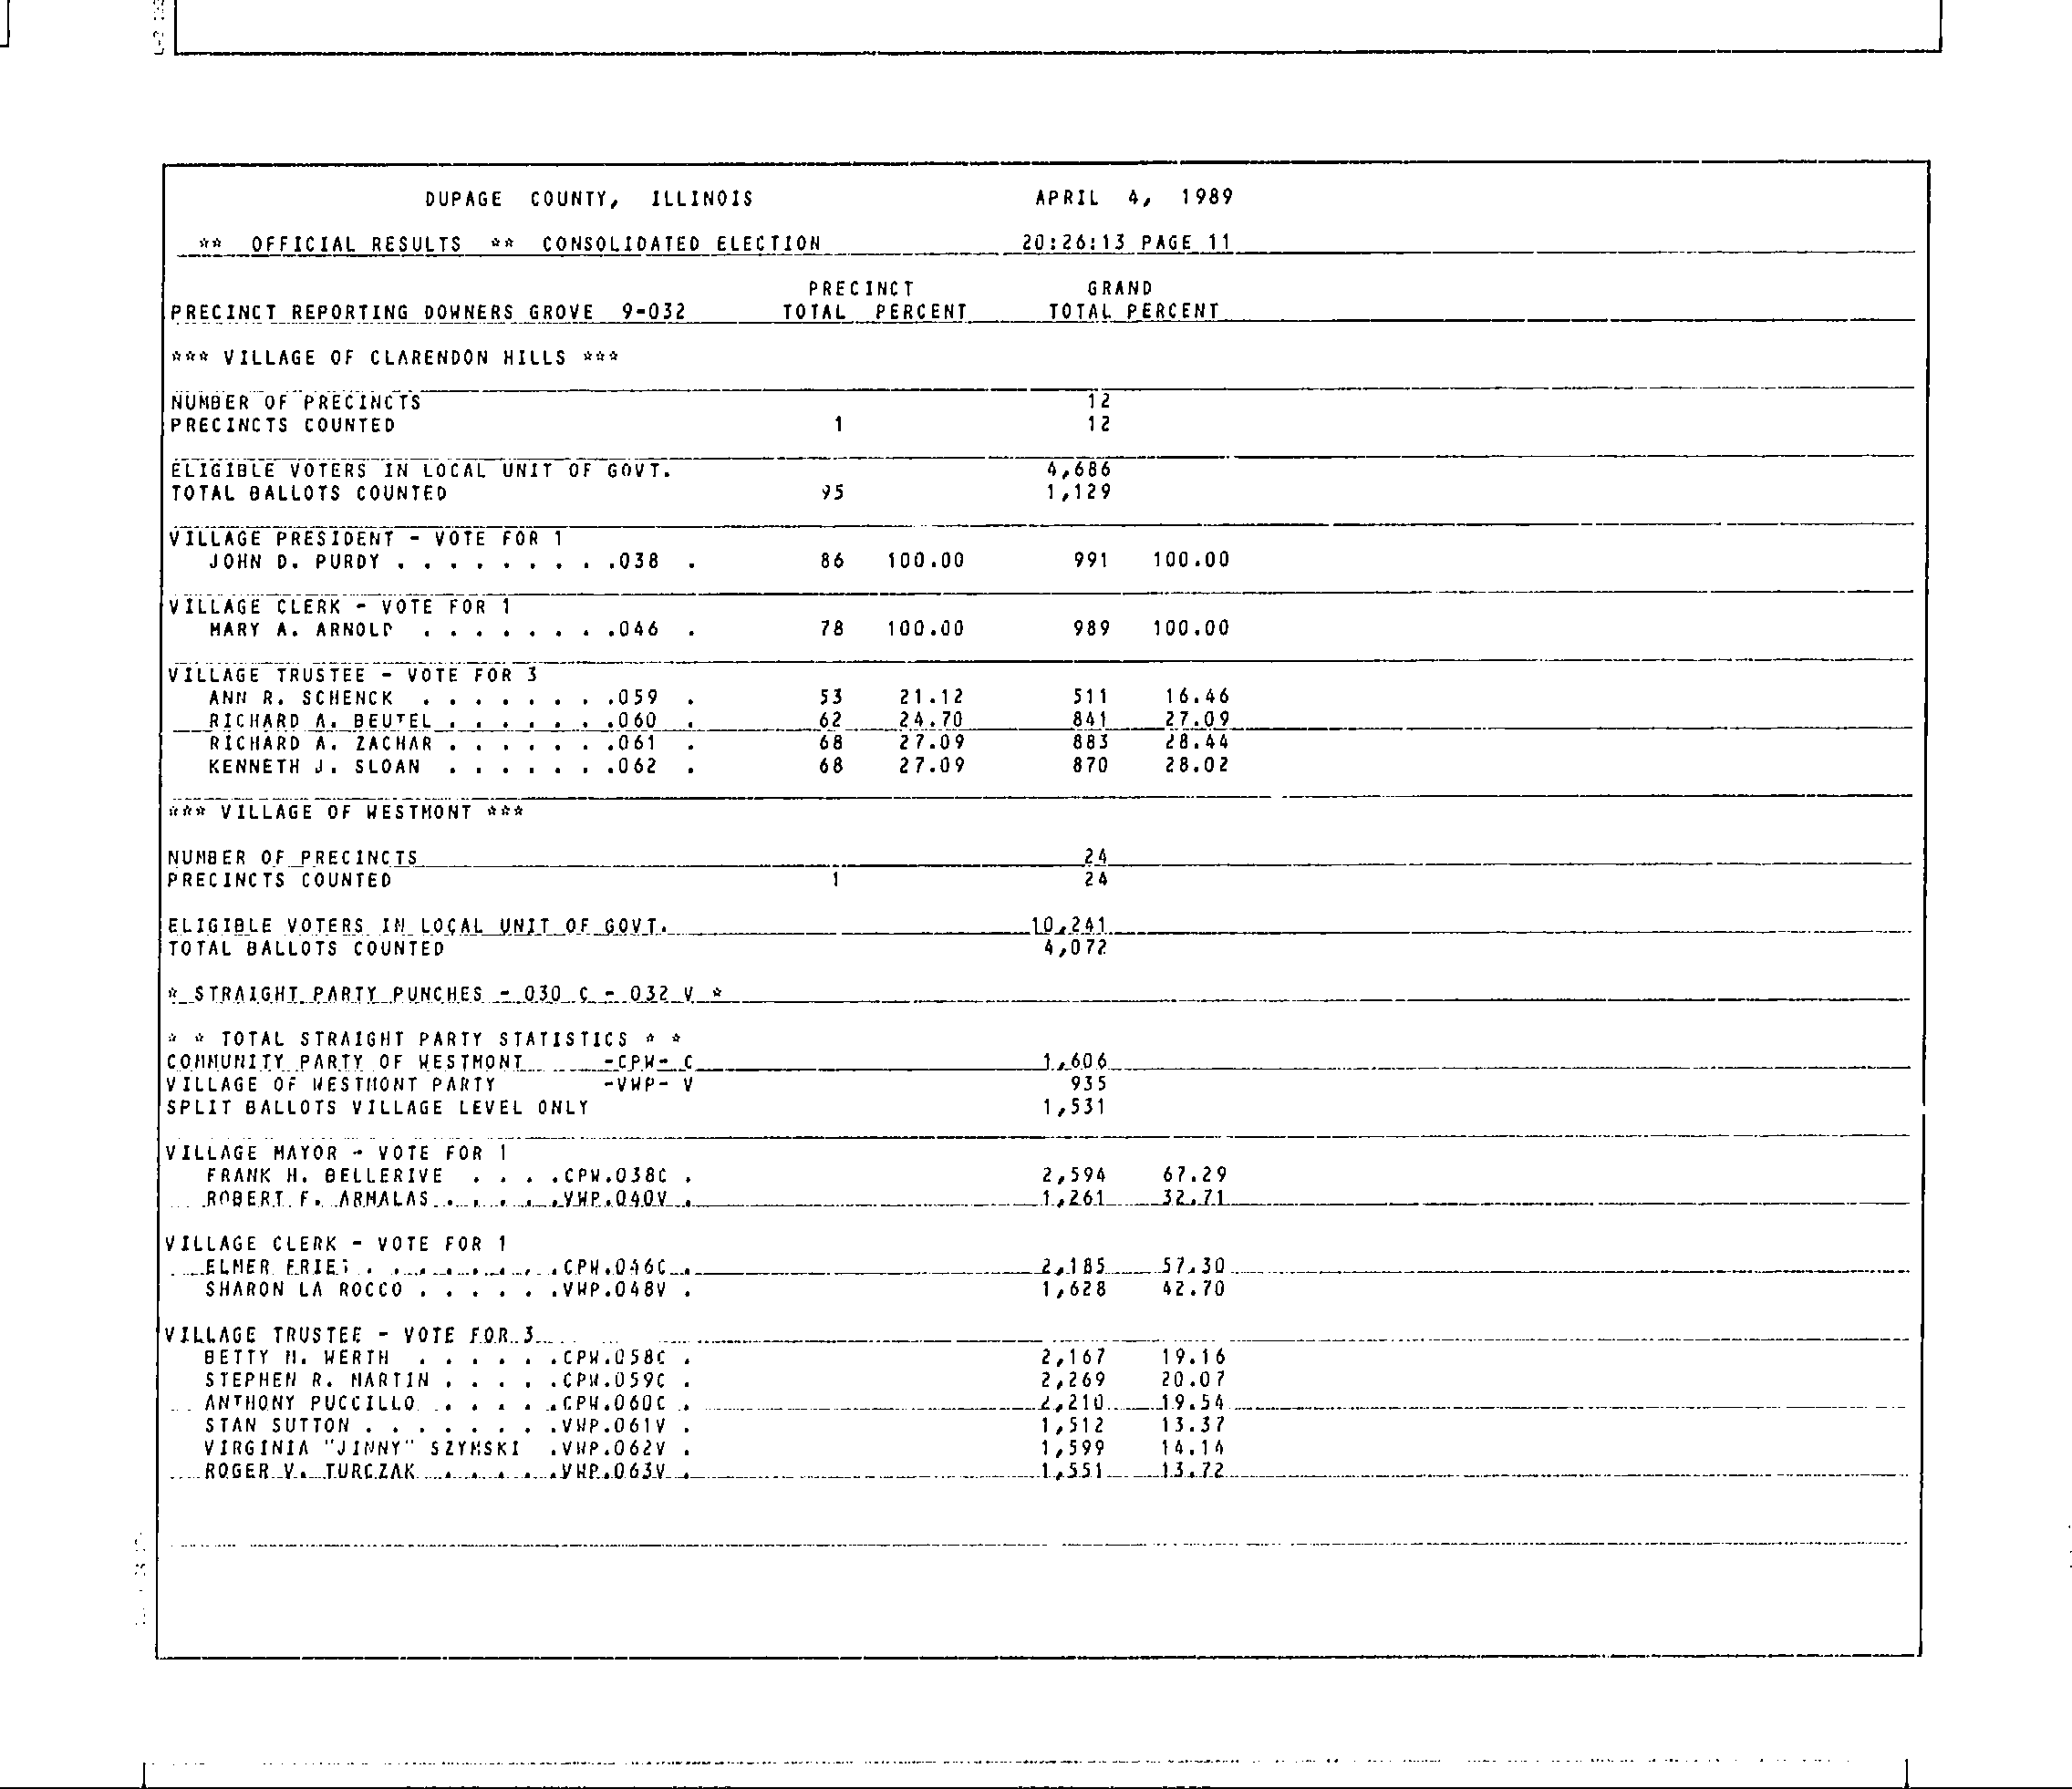 DUPAGE COUNTY, ILLINOIS APRIL 4, 1989
** OFFICIAL RESULTS ** CONSOLIDATED ELECTION 20:26:13 PAGE 11
PRECINCT GRAND
PRECINCT REPORTING DOWNERS GROVE 9-032 TOTAL PERCENT TOTAL PERCENT
*** VILLAGE OF CLARENDON HILLS ***
NUMBER OF PRECINCTS 12
PRECINCTS COUNTED 1 12
ELIGIBLE VOTERS IN LOCAL UNIT OF GOVT. 4,686
TOTAL BALLOTS COUNTED 95 1,129
VILLAGE PRESIDENT - VOTE FOR 1
JOHN D. PURDY . . . . . . . . .038 . 86 100.00 991 100.00
VILLAGE CLERK - VOTE FOR 1
MARY A. ARNOLD . . . . . . . .046 . 78 100.00 989 100.00
VILLAGE TRUSTEE - VOTE FOR 3
ANN R. SCHENCK . . . . . . . .059 . 53 21.12 511 16.46
RICHARD A. BEUTEL . . . . . . .060 . 62 24.70 841 27.09
RICHARD A. ZACHAR . . . . . . .061 . 68 27.09 883 28.44
KENNETH J. SLOAN . . . . . . .062 . 68 27.09 870 28.02
*** VILLAGE OF WESTMONT ***
NUMBER OF PRECINCTS 24
PRECINCTS COUNTED 1 24
ELIGIBLE VOTERS IN LOCAL UNIT OF GOVT. 10,241
TOTAL BALLOTS COUNTED 4,072
* STRAIGHT PARTY PUNCHES - 030 C - 032 V *
* * TOTAL STRAIGHT PARTY STATISTICS * *
COMMUNITY PARTY OF WESTMONT -CPW- C 1,606
VILLAGE OF WESTMONT PARTY -VWP- V 935
SPLIT BALLOTS VILLAGE LEVEL ONLY 1,531
VILLAGE MAYOR - VOTE FOR 1
FRANK H. BELLERIVE . . . .CPW.038C . 2,594 67.29
ROBERT F. ARMALAS . . . . .VWP.040V . 1,261 32.71
VILLAGE CLERK - VOTE FOR 1
ELMER . . . . . . . .CPW.046C . 2,185 57.30
SHARON LA ROCCO . . . . . .VWP.048V . 1,628 42.70
VILLAGE TRUSTEE - VOTE FOR 3
BETTY M. WERTH . . . . . .CPW.058C . 2,167 19.16
STEPHEN R. MARTIN . . . . .CPW.059C . 2,269 20.07
ANTHONY PUCCILLO . . . . .CPW.060C . 2,210 19.54
STAN SUTTON . . . . . . . .VWP.061V . 1,512 13.37
VIRGINIA "JINNY" SZYMSKI .VWP.062V . 1,599 14.14
ROGER V. TURCZAK . . . . .VWP.063V . 1,551 13.72